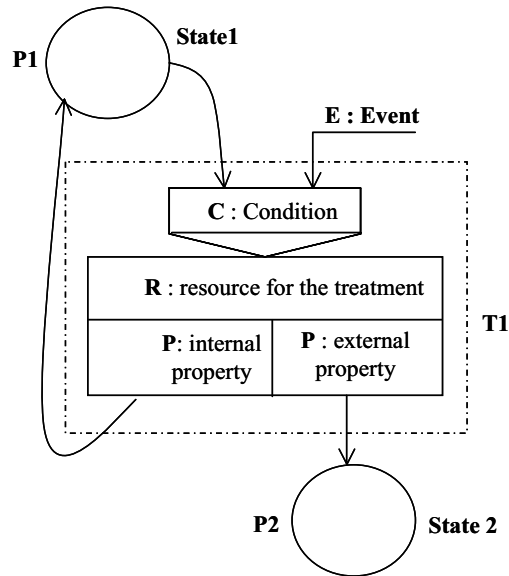 State1
P1
E : Event
C : Condition
R : resource for the treatment
T1
P: internal
property
P : external
property
P2
State 2